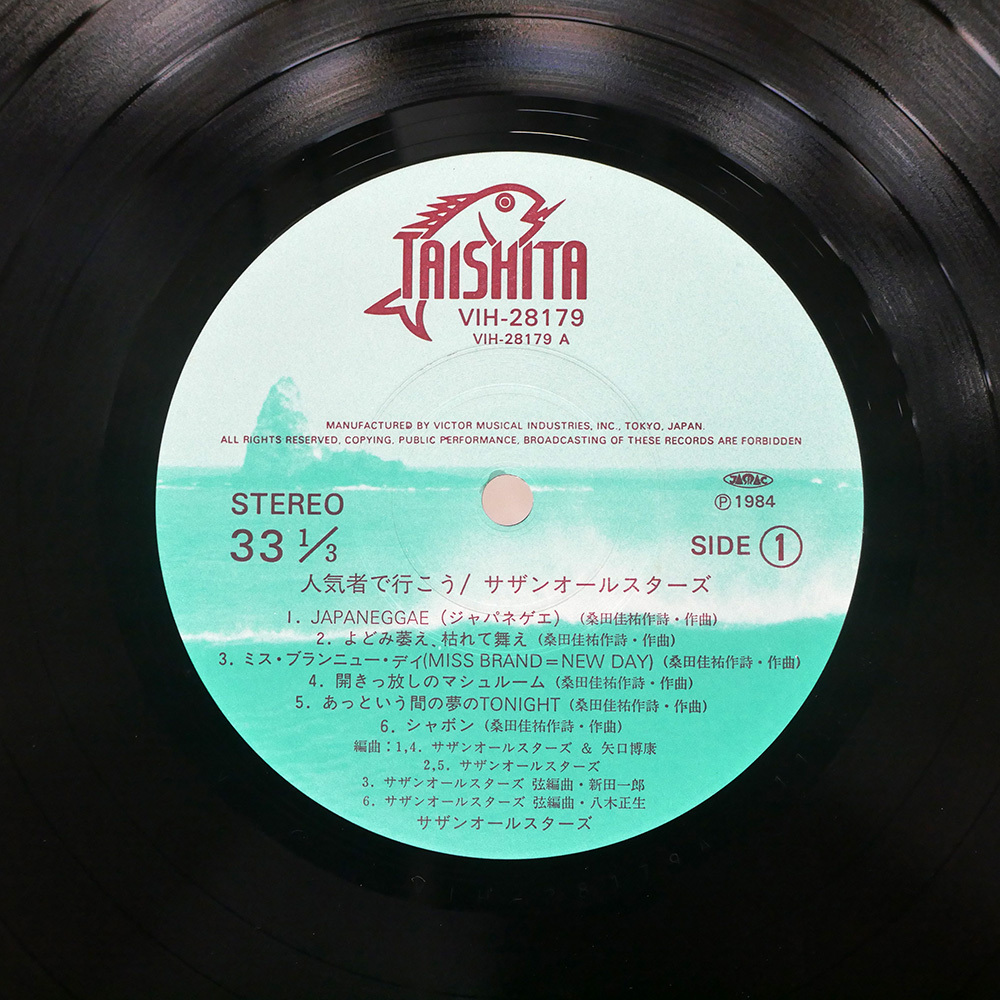 TAISHITA
VIH-28179
VIH-28179 A
MANUFACTURED BY VICTOR MUSICAL INDUSTRIES, INC., TOKYO, JAPAN.
ALL RIGHTS RESERVED, COPYING, PUBLIC PERFORMANCE, BROADCASTING OF THESE RECORDS ARE FORBIDDEN
JASRAC
STEREO
℗1984
33 1/3
SIDE 1
人気者で行こう/ サザンオールスターズ
1. JAPANEGGAE (ジャパネゲエ) (桑田佳祐作詩・作曲)
2. よどみ萎え、枯れて舞え (桑田佳祐作詩・作曲)
3. ミス・ブランニュー・デイ(MISS BRAND=NEW DAY) (桑田佳祐作詩・作曲)
4. 開きっ放しのマシュルーム (桑田佳祐作詩・作曲)
5. あっという間の夢のTONIGHT (桑田佳祐作詩・作曲)
6. シャボン (桑田佳祐作詩・作曲)
編曲:1,4. サザンオールスターズ & 矢口博康
2,5. サザンオールスターズ
3. サザンオールスターズ 弦編曲・新田一郎
6. サザンオールスターズ 弦編曲・八木正生
サザンオールスターズ